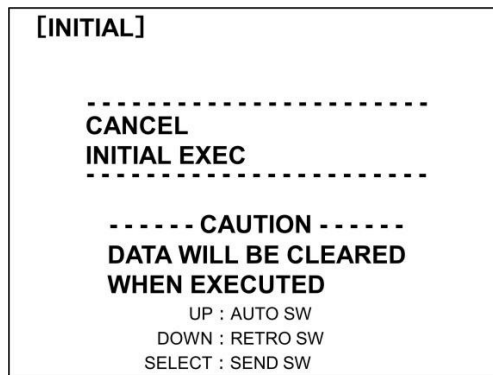 [INITIAL]
- - - - - - - - - - - - - - - - - - - - - - -
CANCEL
INITIAL EXEC
- - - - - - - - - - - - - - - - - - - - - - -
- - - - - - CAUTION - - - - - -
DATA WILL BE CLEARED
WHEN EXECUTED
UP : AUTO SW
DOWN : RETRO SW
SELECT : SEND SW